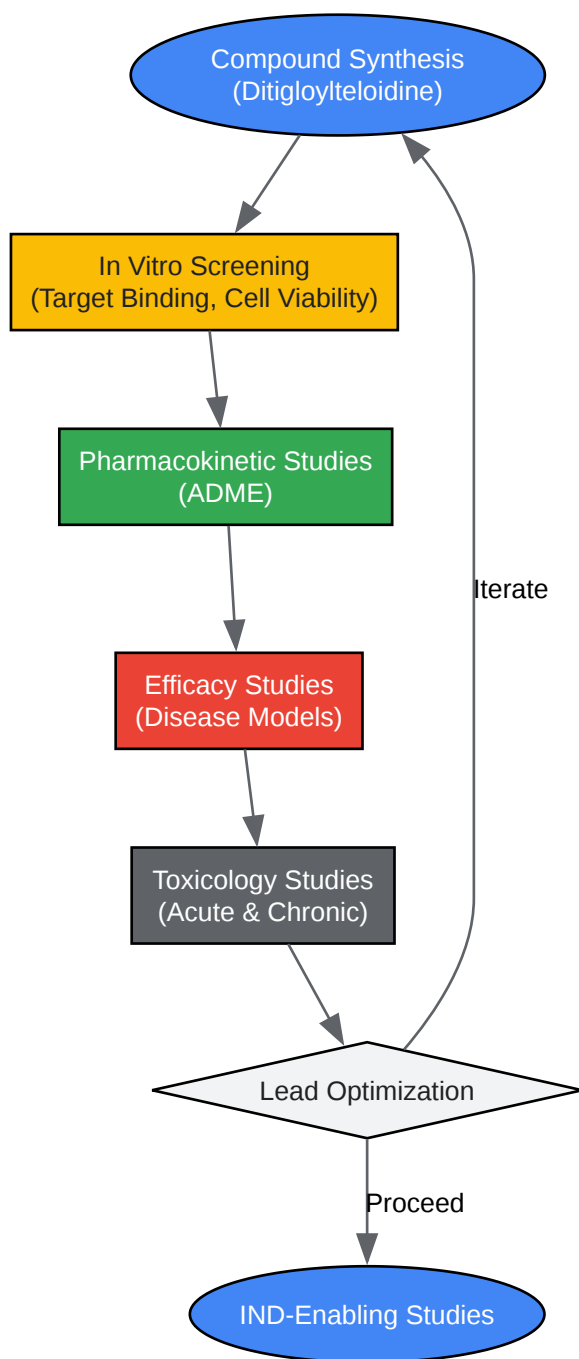 Compound Synthesis
(Ditigloylteloidine)
In Vitro Screening
(Target Binding, Cell Viability)
Pharmacokinetic Studies
(ADME)
Iterate
Efficacy Studies
(Disease Models)
Toxicology Studies
(Acute & Chronic)
Lead Optimization
Proceed
IND-Enabling Studies